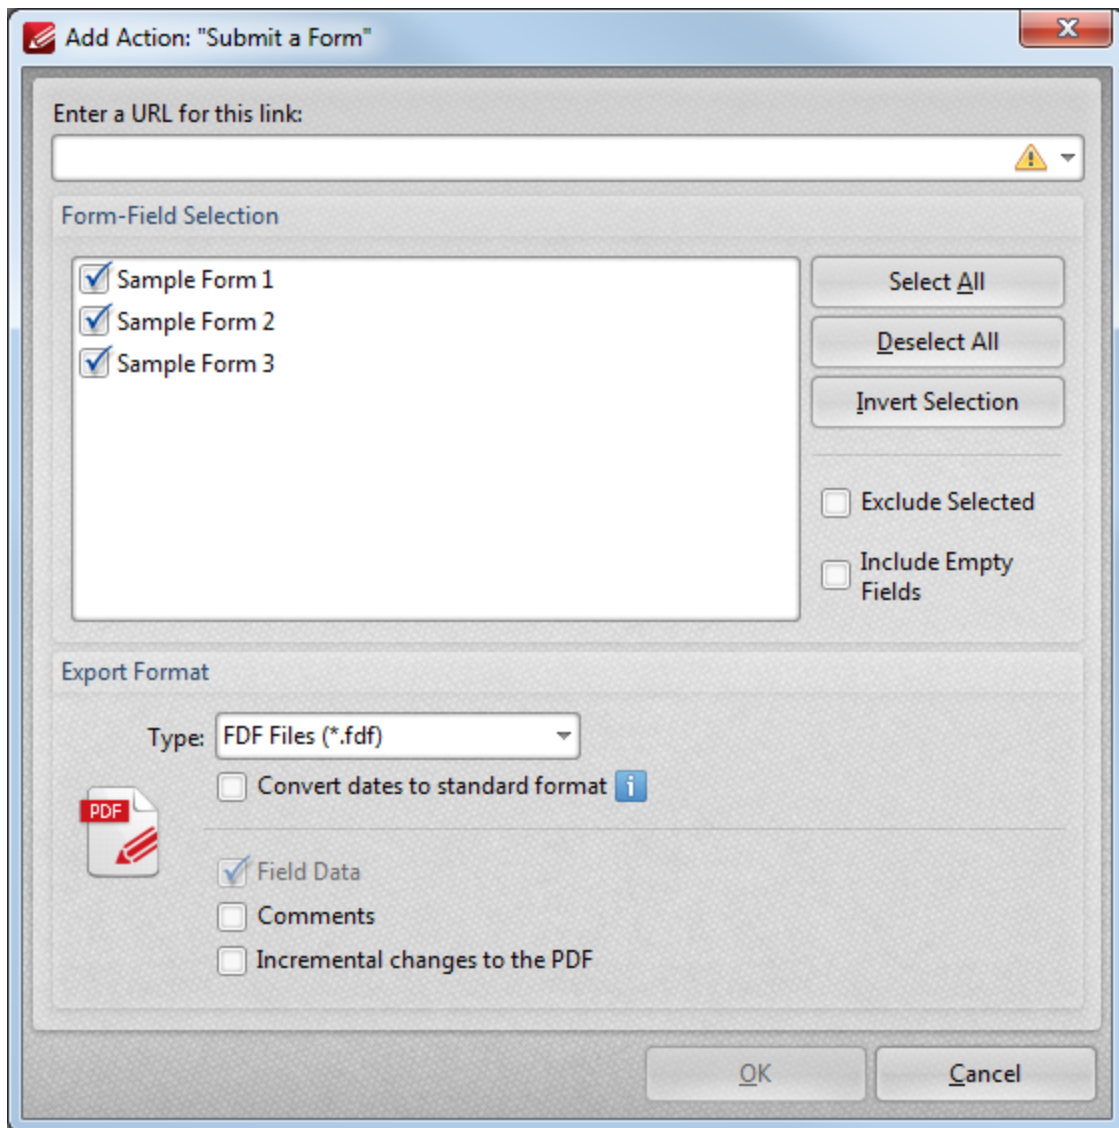 Add Action: "Submit a Form"
Enter a URL for this link:
Form-Field Selection
Sample Form 1
Sample Form 2
Sample Form 3
Select All
Deselect All
Invert Selection
Exclude Selected
Include Empty
Fields
Export Format
Type: FDF Files (*.fdf)
Convert dates to standard format
PDF
Field Data
Comments
Incremental changes to the PDF
OK Cancel